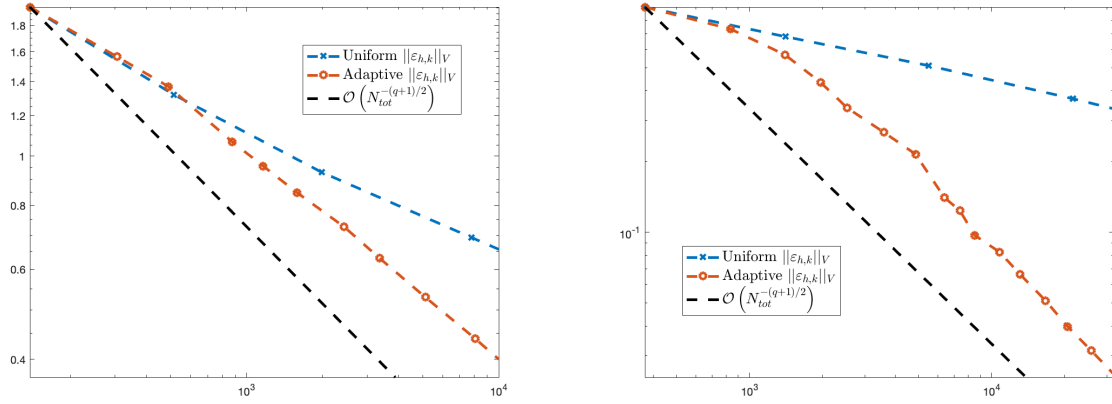 1.8
1.6
1.4
1.2
1
0.8
0.6
0.4
10^3
10^4
Uniform ||ε_{h,k}||_V
Adaptive ||ε_{h,k}||_V
𝒪(N_{tot}^{-(q+1)/2})
10^{-1}
10^3
10^4
Uniform ||ε_{h,k}||_V
Adaptive ||ε_{h,k}||_V
𝒪(N_{tot}^{-(q+1)/2})